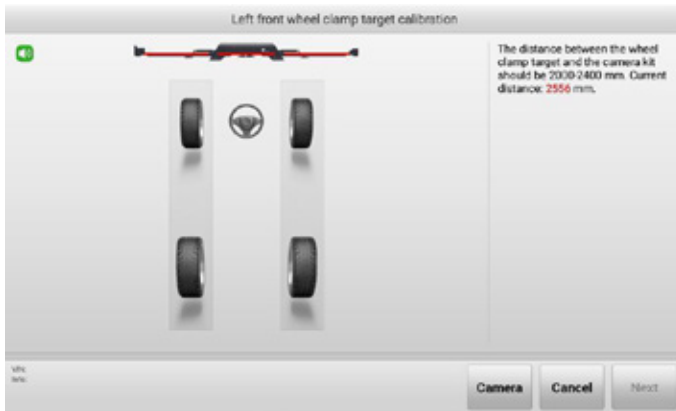 Left front wheel clamp target calibration
The distance between the wheel
clamp target and the camera kit
should be 2000-2400 mm. Current
distance: 2556 mm.
VIN:
Camera Cancel Next